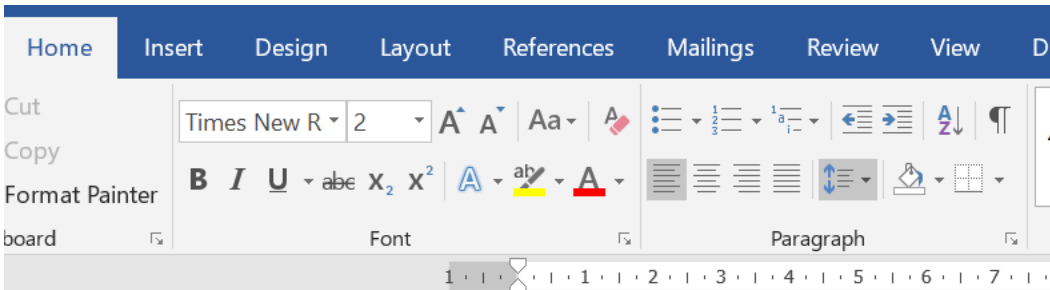 Home Insert Design Layout References Mailings Review View D
Cut
Times New R 2 A A Aa A
Copy
B I U abc X2 X2 A ab A
Format Painter
board Font Paragraph
1 1 2 3 4 5 6 7